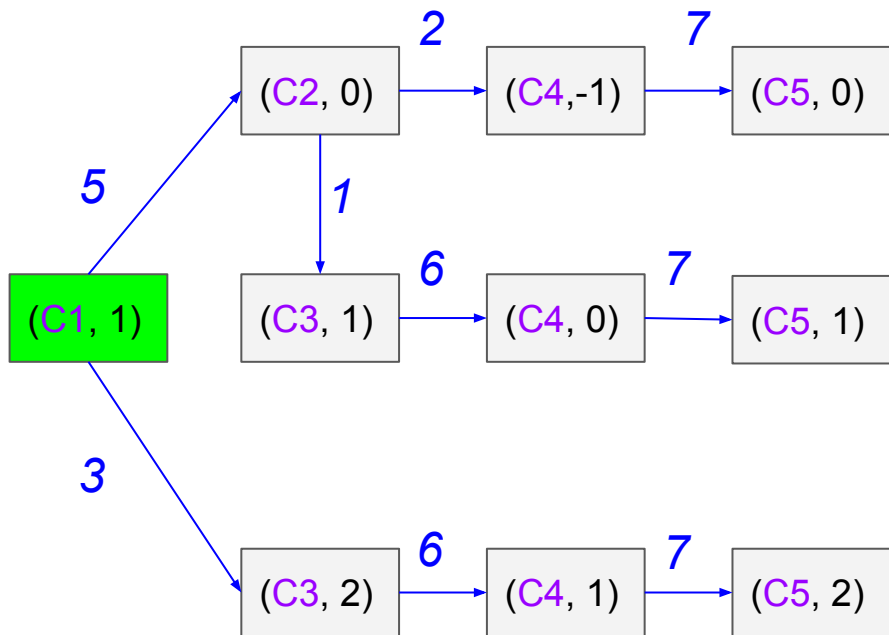 2
7
(C2, 0)
(C4,-1)
(C5, 0)
5
1
6
7
(C1, 1)
(C3, 1)
(C4, 0)
(C5, 1)
3
6
7
(C3, 2)
(C4, 1)
(C5, 2)